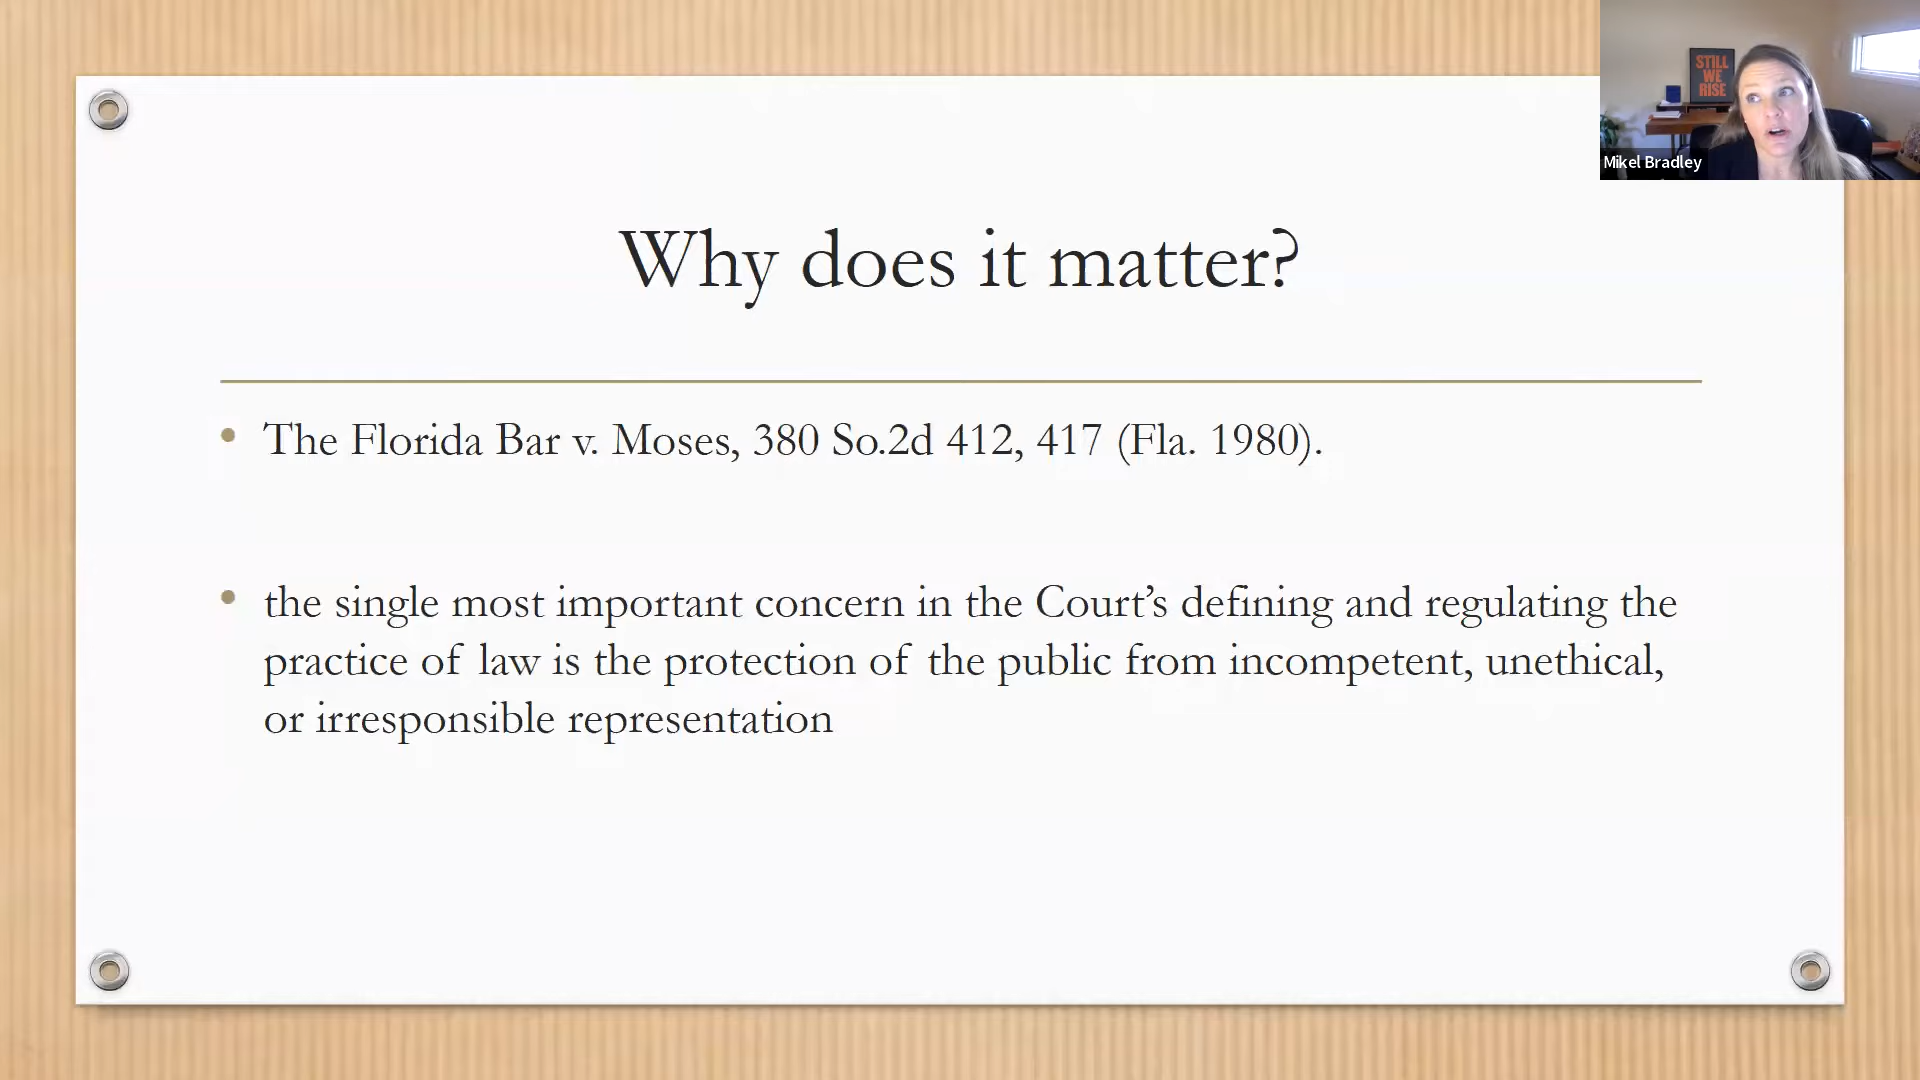 STILL
WE
RISE
Mikel Bradley
Why does it matter?
The Florida Bar v. Moses, 380 So.2d 412, 417 (Fla. 1980).
the single most important concern in the Court’s defining and regulating the
practice of law is the protection of the public from incompetent, unethical,
or irresponsible representation